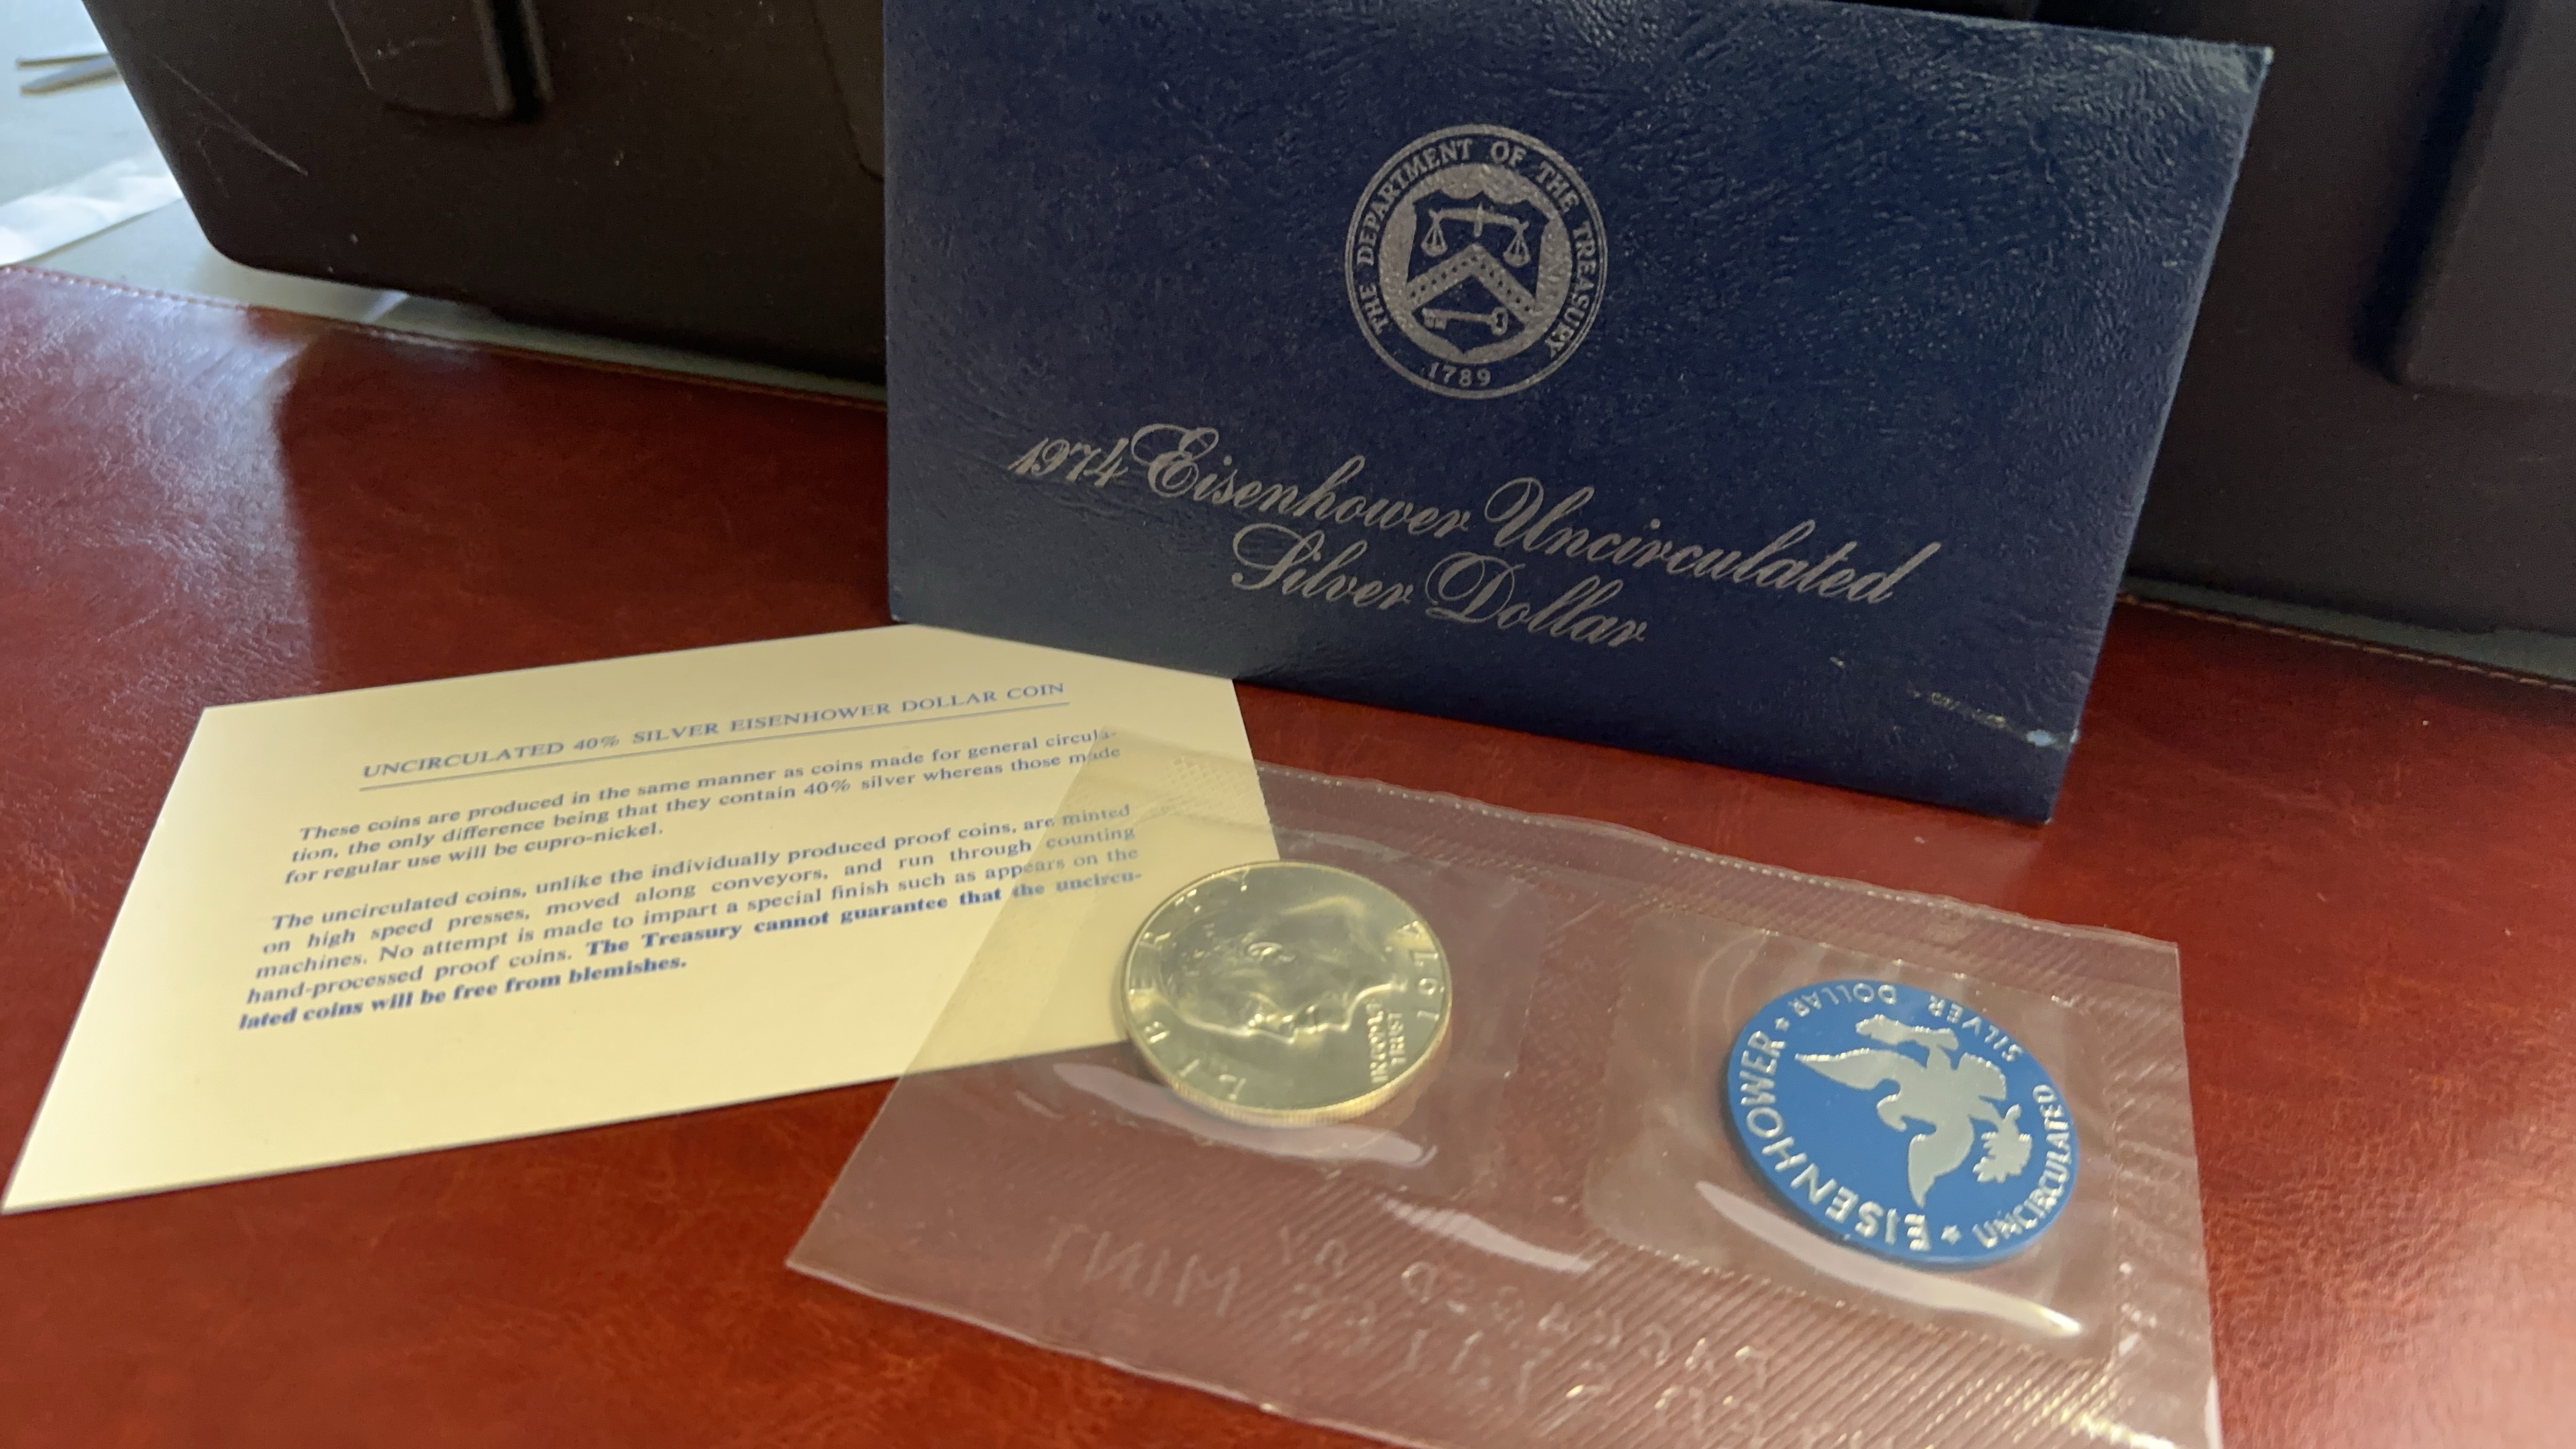 THE DEPARTMENT OF THE TREASURY
1789
1974 Eisenhower Uncirculated
Silver Dollar
UNCIRCULATED 40% SILVER EISENHOWER DOLLAR COIN
These coins are produced in the same manner as coins made for general circula-
tion, the only difference being that they contain 40% silver whereas those made
for regular use will be cupro-nickel.
The uncirculated coins, unlike the individually produced proof coins, are minted
on high speed presses, moved along conveyors, and run through counting
machines. No attempt is made to impart a special finish such as appears on the
hand-processed proof coins. The Treasury cannot guarantee that the uncircu-
lated coins will be free from blemishes.
LIBERTY
IN GOD WE
TRUST
1974
EISENHOWER
UNCIRCULATED
SILVER DOLLAR